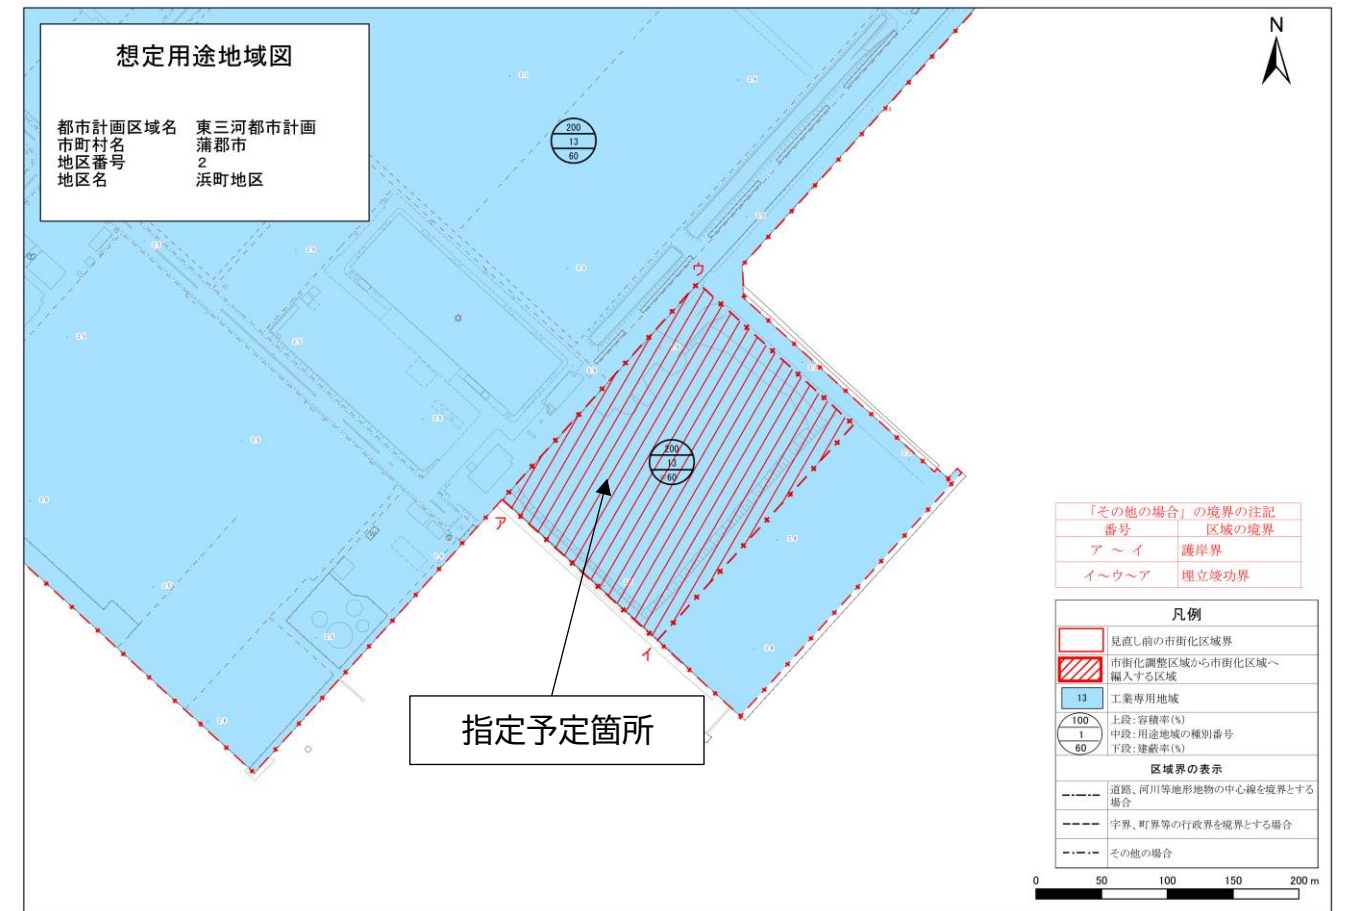 想定用途地域図
都市計画区域名 東三河都市計画
市町村名 蒲郡市
地区番号 2
地区名 浜町地区
N
200
13
60
ウ
200
13
60
ア
イ
指定予定箇所
「その他の場合」の境界の注記
番号 区域の境界
ア ～ イ 護岸界
イ～ウ～ア 埋立竣功界
凡例
見直し前の市街化区域界
市街化調整区域から市街化区域へ
編入する区域
13 工業専用地域
100
1
60
上段:容積率(%)
中段:用途地域の種別番号
下段:建蔽率(%)
区域界の表示
道路、河川等地形地物の中心線を境界とする
場合
字界、町界等の行政界を境界とする場合
その他の場合
0 50 100 150 200 m